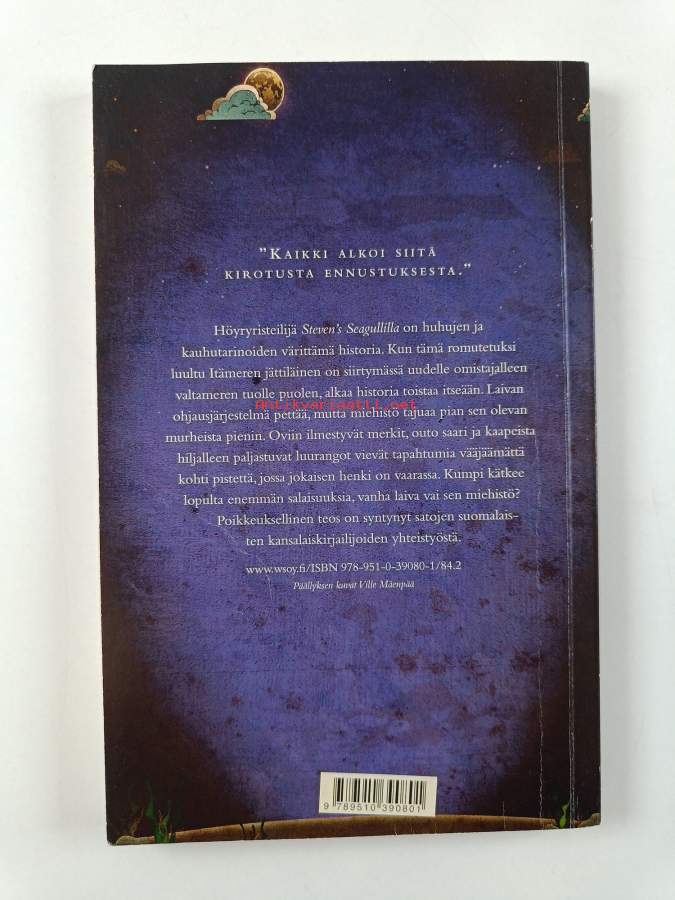 "Kaikki alkoi siitä
kirotusta ennustuksesta."
Höyryristeilijä Steven's Seagullilla on huhujen ja
kauhutarinoiden värittämä historia. Kun tämä romutetuksi
luultu Itämeren jättiläinen on siirtymässä uudelle omistajalleen
valtameren tuolle puolen, alkaa historia toistaa itseään. Laivan
Antikvariaatti.net
ohjausjärjestelmä pettää, mutta miehistö tajuaa pian sen olevan
murheista pienin. Oviin ilmestyvät merkit, outo saari ja kaapeista
hiljalleen paljastuvat luurangot vievät tapahtumia vääjäämättä
kohti pistettä, jossa jokaisen henki on vaarassa. Kumpi kätkee
lopulta enemmän salaisuuksia, vanha laiva vai sen miehistö?
Poikkeuksellinen teos on syntynyt satojen suomalais-
ten kansalaiskirjailijoiden yhteistyöstä.
www.wsoy.fi/ISBN 978-951-0-39080-1/84.2
Päällyksen kuvat Ville Mäenpää
9 789510 390801